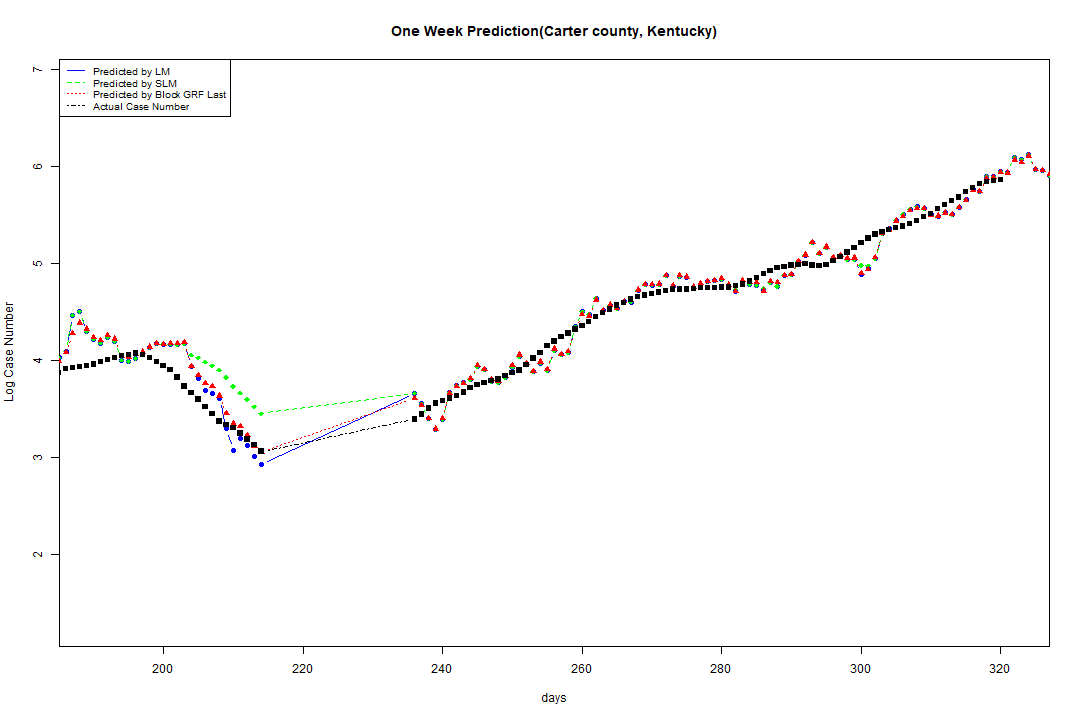 One Week Prediction(Carter county, Kentucky)
Predicted by LM
Predicted by SLM
Predicted by Block GRF Last
Actual Case Number
7
6
5
4
3
2
Log Case Number
200 220 240 260 280 300 320
days